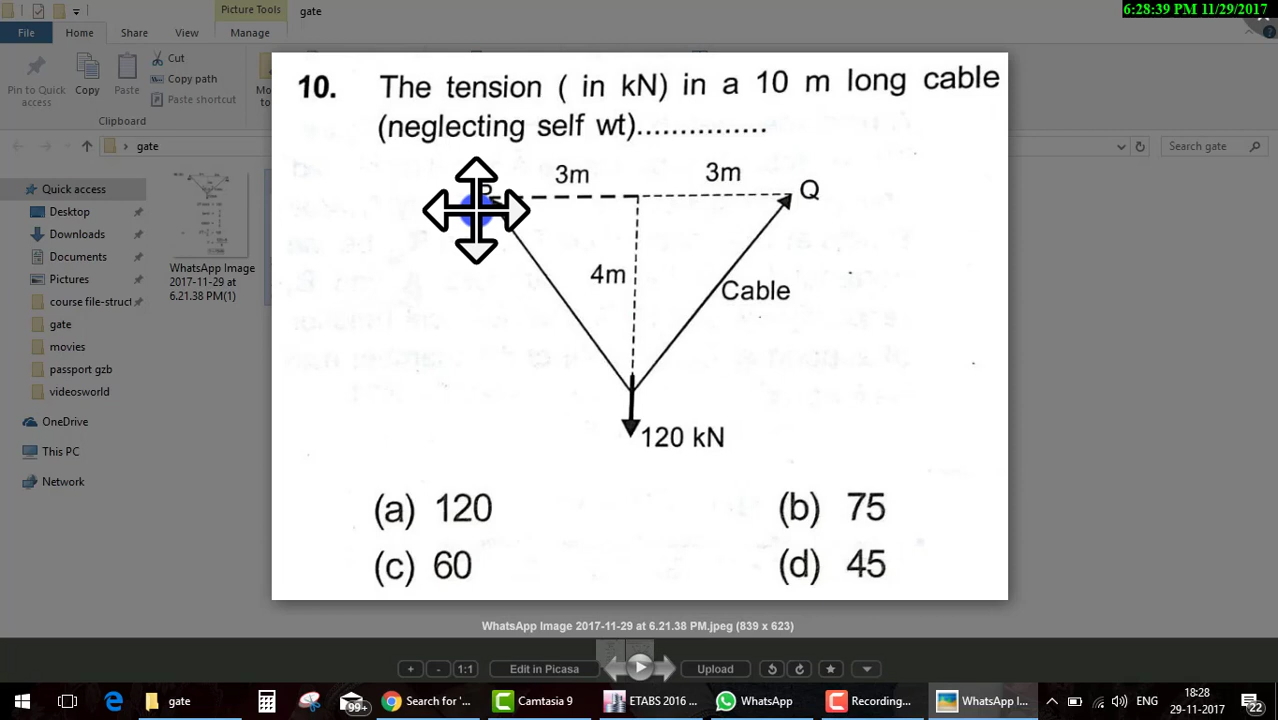 Picture Tools
gate
6:28:39 PM 11/29/2017
File
Home
Share
View
Manage
Pin to Quick access
Copy
Paste
Cut
Copy path
Paste shortcut
Clipboard
gate
Search gate
Quick access
Desktop
Downloads
Documents
Pictures
course file-struct
gate
movies
passport gzb
videosworld
OneDrive
This PC
Network
WhatsApp Image
2017-11-29 at
6.21.38 PM(1)
10. The tension ( in kN) in a 10 m long cable
(neglecting self wt)...............
3m
3m
P
Q
4m
Cable
120 kN
(a) 120
(b) 75
(c) 60
(d) 45
WhatsApp Image 2017-11-29 at 6.21.38 PM.jpeg (839 x 623)
+
-
1:1
Edit in Picasa
Upload
99+
gate
Search for '...
Camtasia 9
ETABS 2016 ...
WhatsApp
Recording...
WhatsApp I...
ENG
18:28
29-11-2017
22